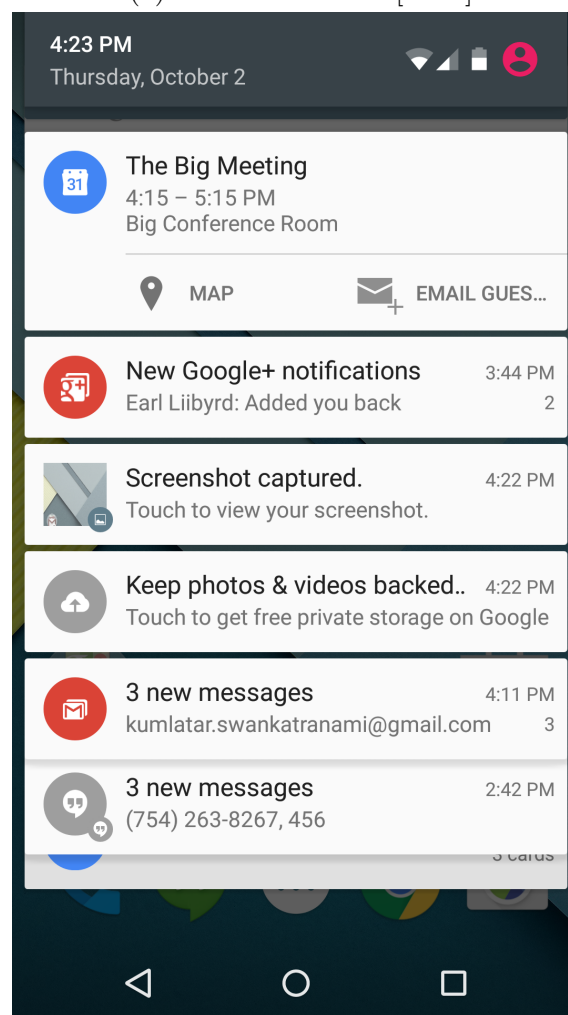 4:23 PM
Thursday, October 2
31
The Big Meeting
4:15 – 5:15 PM
Big Conference Room
MAP
EMAIL GUES...
New Google+ notifications 3:44 PM
Earl Liibyrd: Added you back 2
Screenshot captured. 4:22 PM
Touch to view your screenshot.
Keep photos & videos backed.. 4:22 PM
Touch to get free private storage on Google
3 new messages 4:11 PM
kumlatar.swankatranami@gmail.com 3
3 new messages 2:42 PM
(754) 263-8267, 456
3 cards